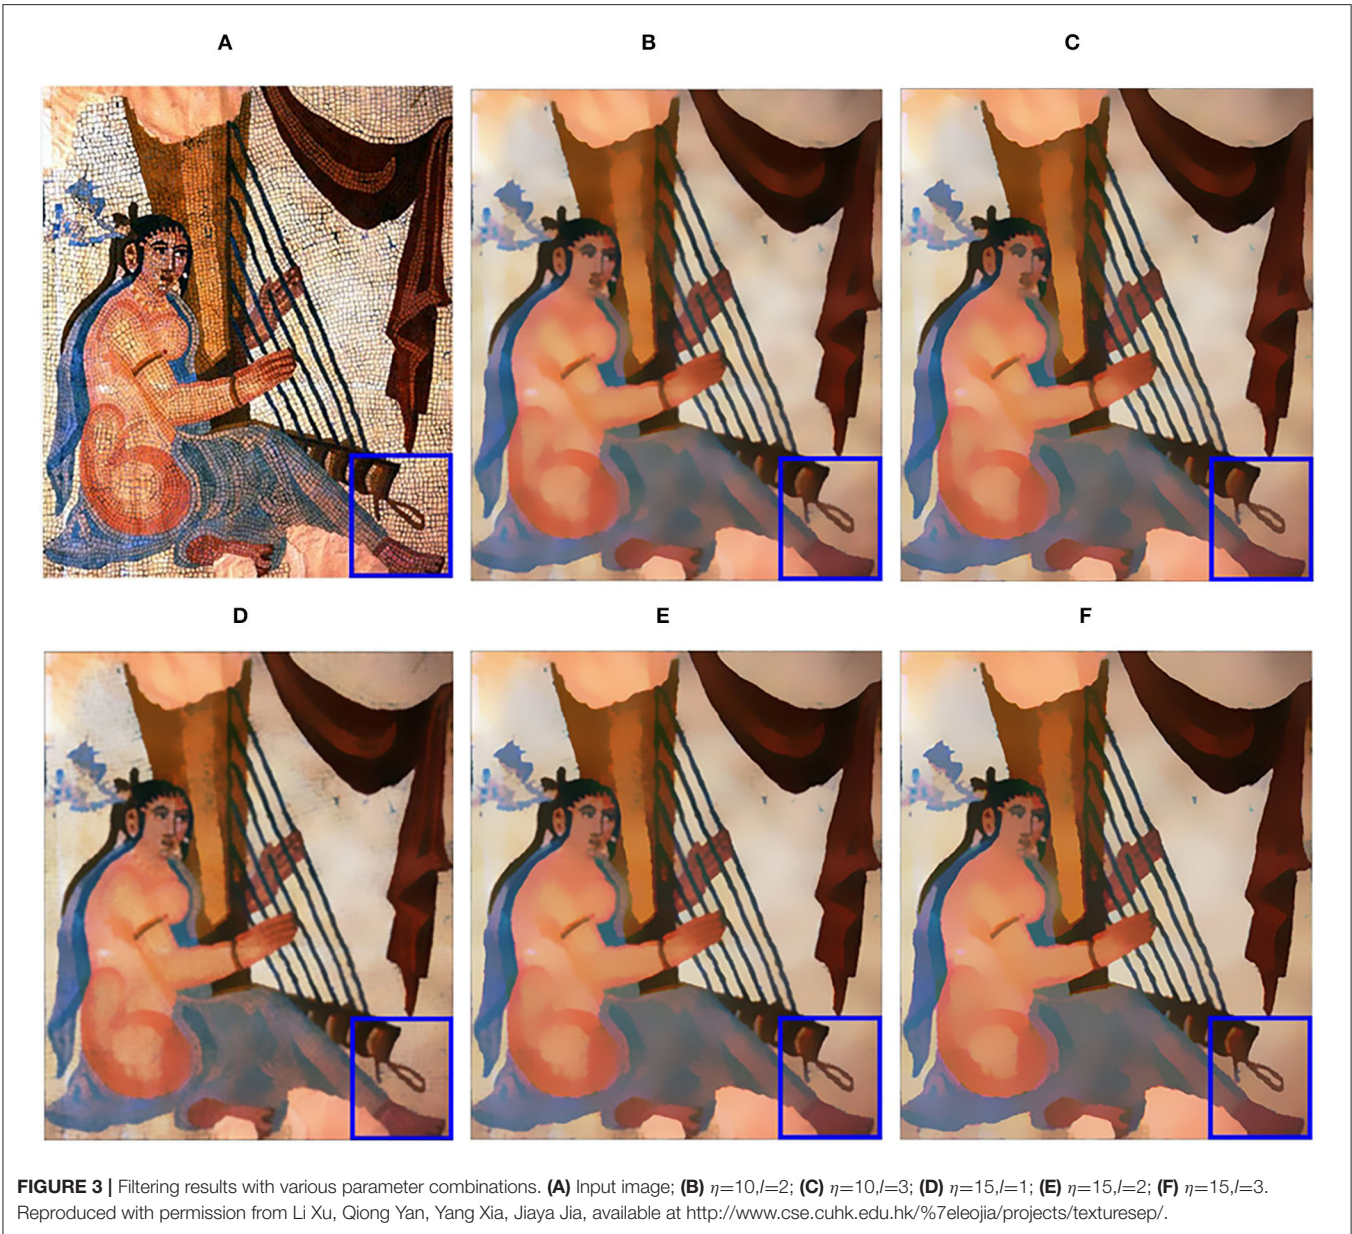 A
B
C
D
E
F
FIGURE 3 | Filtering results with various parameter combinations. (A) Input image; (B) η=10,l=2; (C) η=10,l=3; (D) η=15,l=1; (E) η=15,l=2; (F) η=15,l=3.
Reproduced with permission from Li Xu, Qiong Yan, Yang Xia, Jiaya Jia, available at http://www.cse.cuhk.edu.hk/%7eleojia/projects/texturesep/.